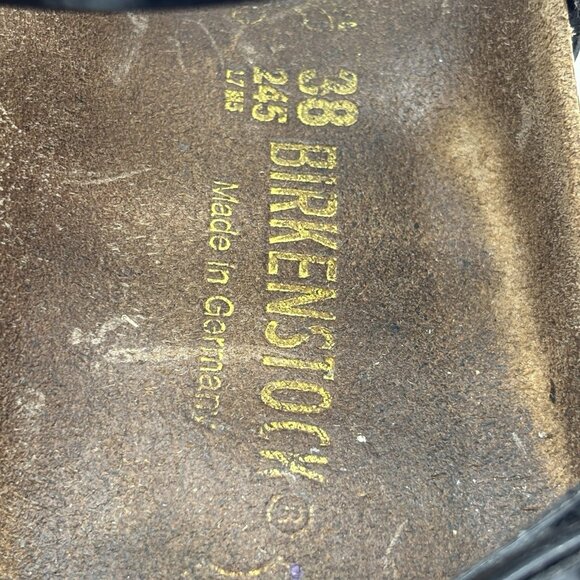 38
245
L7 M5
BIRKENSTOCK®
Made in Germany